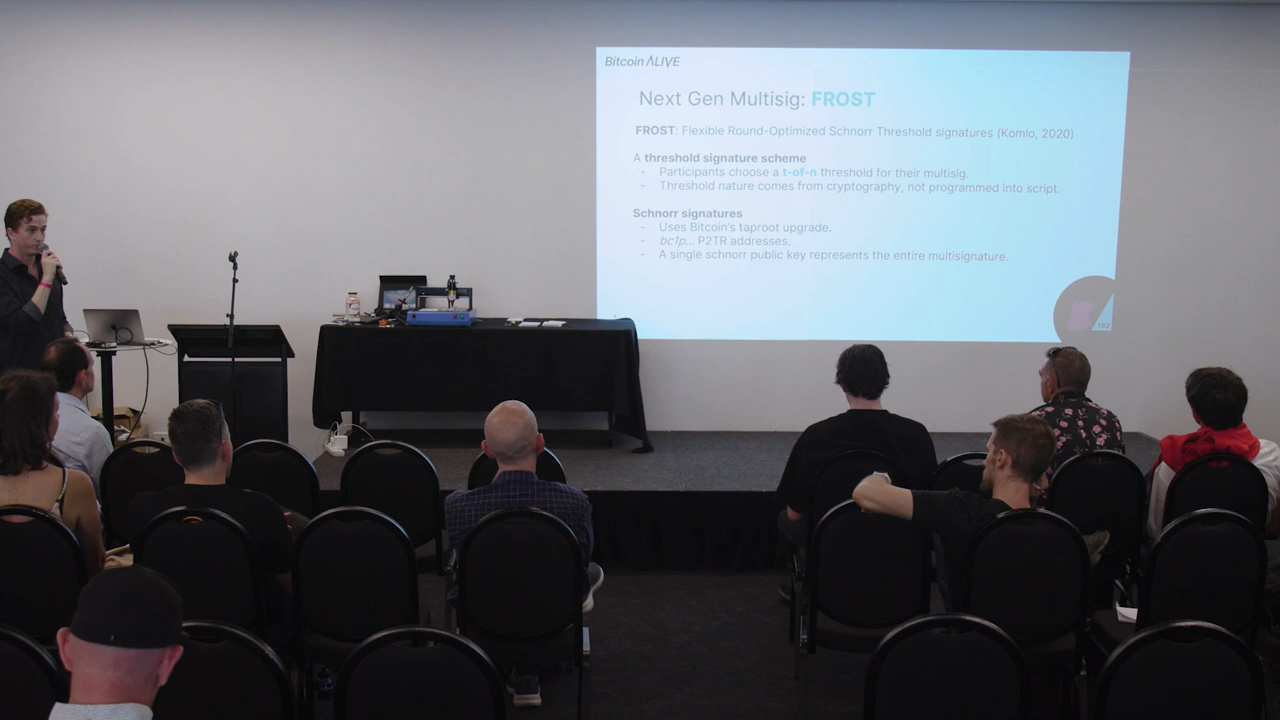 Bitcoin ΛLIVE
Next Gen Multisig: FROST
FROST: Flexible Round-Optimized Schnorr Threshold signatures (Komlo, 2020)
A threshold signature scheme
- Participants choose a t-of-n threshold for their multisig.
- Threshold nature comes from cryptography, not programmed into script.
Schnorr signatures
- Uses Bitcoin's taproot upgrade.
- bc1p... P2TR addresses.
- A single schnorr public key represents the entire multisignature.